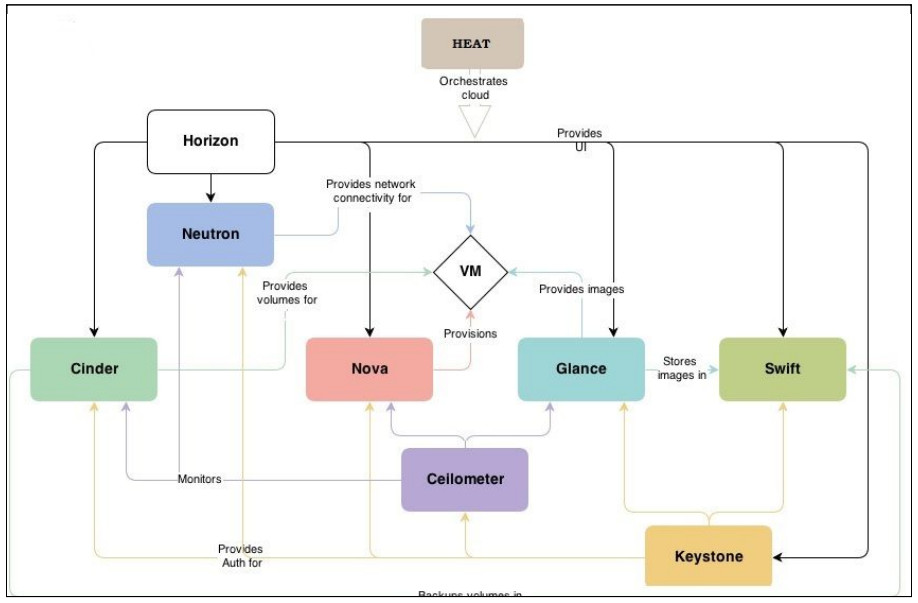 HEAT
Orchestrates
cloud
Horizon
Provides
UI
Provides network
connectivity for
Neutron
VM
Provides
volumes for
Provides images
Provisions
Cinder
Nova
Glance
Stores
images in
Swift
Ceilometer
Monitors
Provides
Auth for
Keystone
Backups volumes in